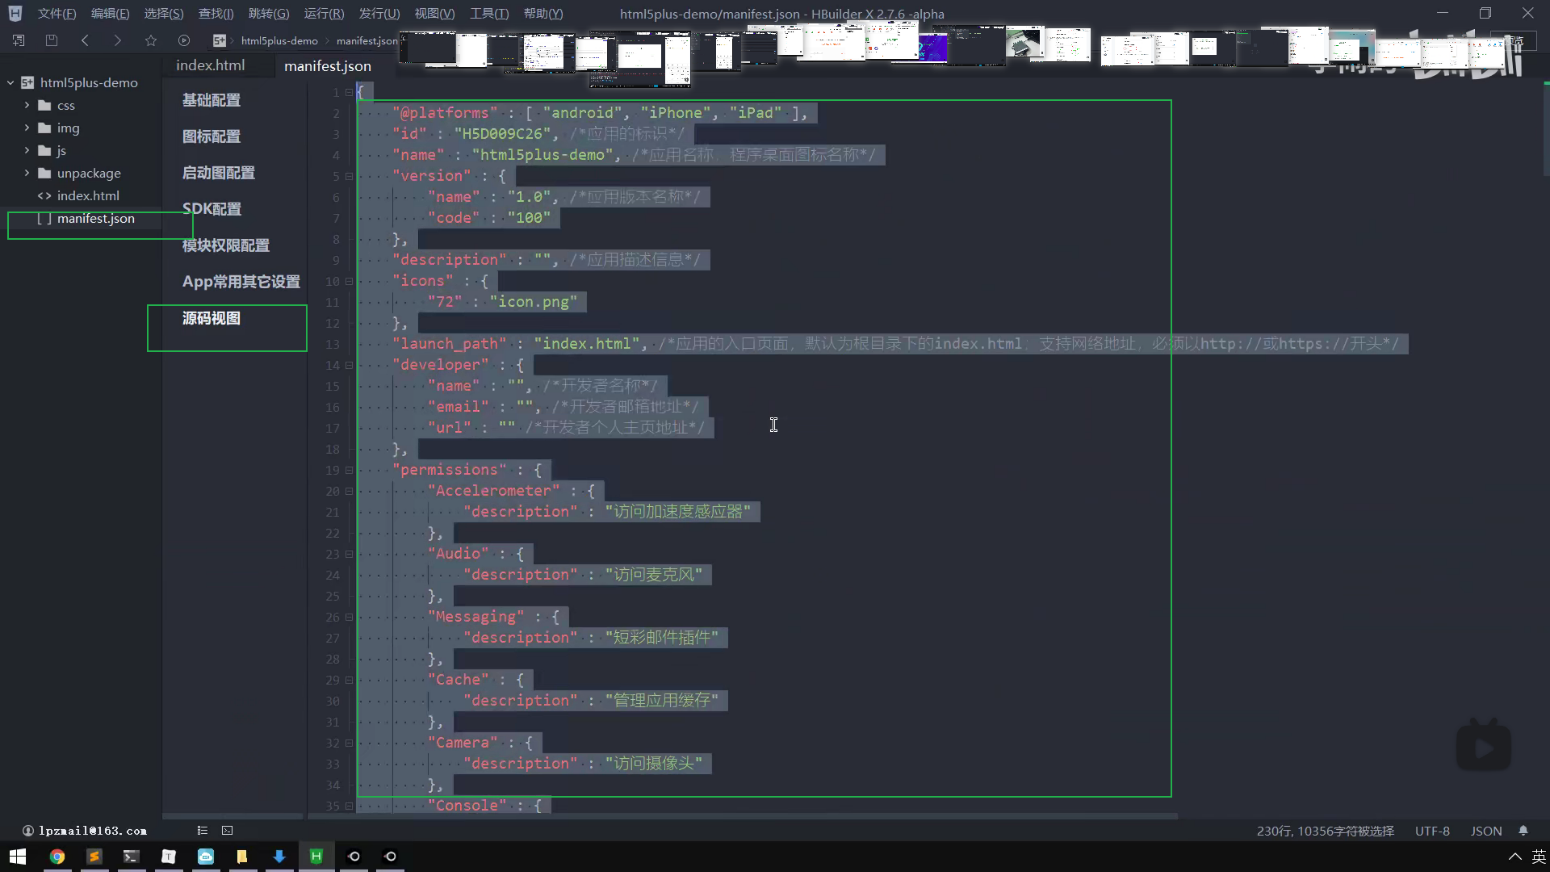 文件(F) 编辑(E) 选择(S) 查找(I) 跳转(G) 运行(R) 发行(U) 视图(V) 工具(T) 帮助(Y)
html5plus-demo/manifest.json - HBuilder X 2.7.6 -alpha
html5plus-demo
manifest.json
index.html
manifest.json
html5plus-demo
css
img
js
unpackage
index.html
manifest.json
基础配置
图标配置
启动图配置
SDK配置
模块权限配置
App常用其它设置
源码视图
1 {
2 "@platforms" : [ "android", "iPhone", "iPad" ],
3 "id" : "H5D009C26", /*应用的标识*/
4 "name" : "html5plus-demo", /*应用名称，程序桌面图标名称*/
5 "version" : {
6 "name" : "1.0", /*应用版本名称*/
7 "code" : "100"
8 },
9 "description" : "", /*应用描述信息*/
10 "icons" : {
11 "72" : "icon.png"
12 },
13 "launch_path" : "index.html", /*应用的入口页面，默认为根目录下的index.html，支持网络地址，必须以http://或https://开头*/
14 "developer" : {
15 "name" : "", /*开发者名称*/
16 "email" : "", /*开发者邮箱地址*/
17 "url" : "" /*开发者个人主页地址*/
18 },
19 "permissions" : {
20 "Accelerometer" : {
21 "description" : "访问加速度感应器"
22 },
23 "Audio" : {
24 "description" : "访问麦克风"
25 },
26 "Messaging" : {
27 "description" : "短彩邮件插件"
28 },
29 "Cache" : {
30 "description" : "管理应用缓存"
31 },
32 "Camera" : {
33 "description" : "访问摄像头"
34 },
35 "Console" : {
lpzmail@163.com
230行, 10356字符被选择 UTF-8 JSON
英